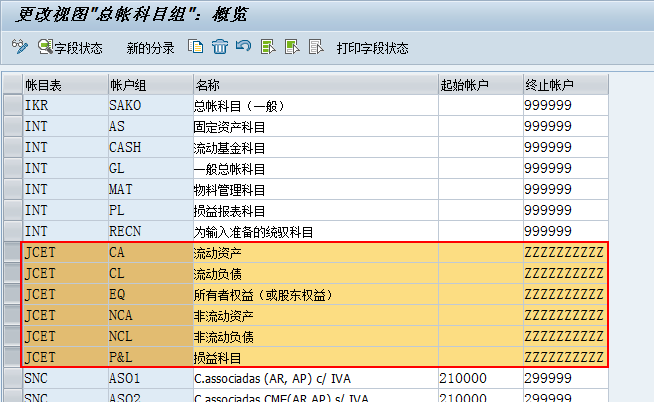 更改视图"总帐科目组": 概览
字段状态 新的分录 打印字段状态
帐目表 帐户组 名称 起始帐户 终止帐户
IKR SAKO 总帐科目（一般） 999999
INT AS 固定资产科目 999999
INT CASH 流动基金科目 999999
INT GL 一般总帐科目 999999
INT MAT 物料管理科目 999999
INT PL 损益报表科目 999999
INT RECN 为输入准备的统驭科目 999999
JCET CA 流动资产 ZZZZZZZZZZ
JCET CL 流动负债 ZZZZZZZZZZ
JCET EQ 所有者权益（或股东权益） ZZZZZZZZZZ
JCET NCA 非流动资产 ZZZZZZZZZZ
JCET NCL 非流动负债 ZZZZZZZZZZ
JCET P&L 损益科目 ZZZZZZZZZZ
SNC ASO1 C.associadas (AR, AP) c/ IVA 210000 299999
SNC ASO2 C.associadas CME(AR,AP) s/ IVA 210000 299999